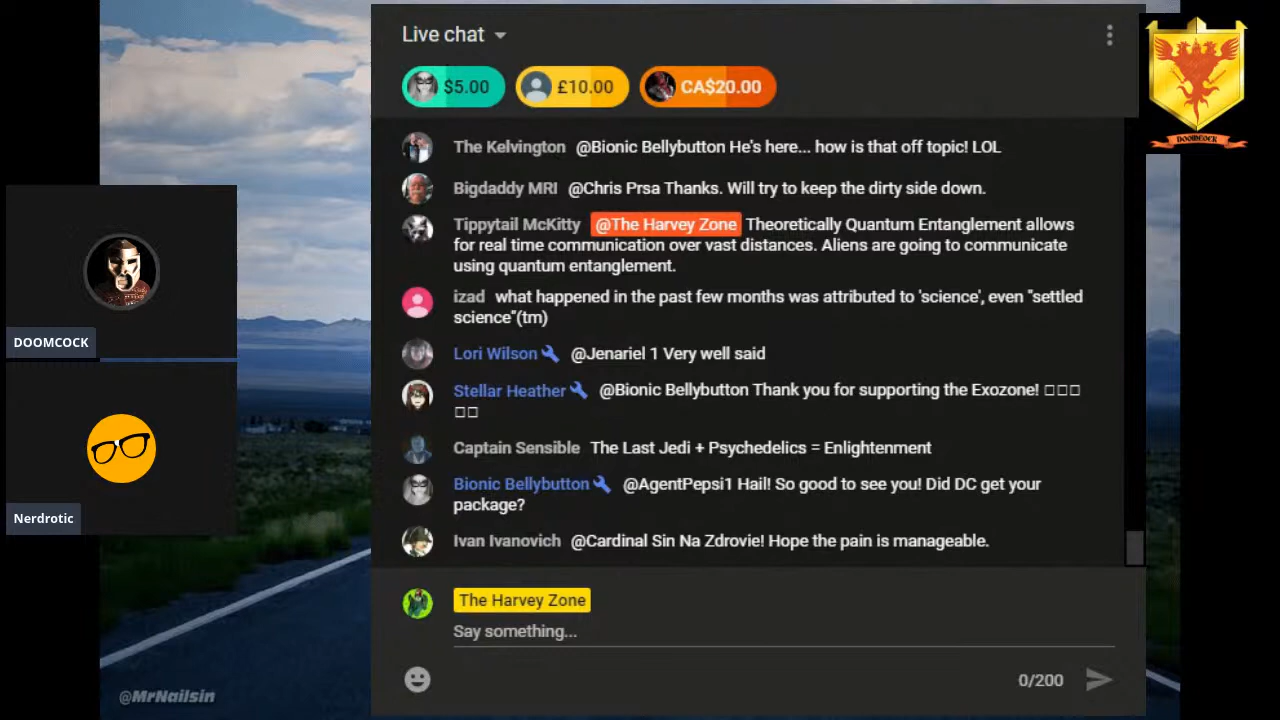 Live chat
$5.00 £10.00 CA$20.00
DOOMCOCK
The Kelvington @Bionic Bellybutton He's here... how is that off topic! LOL
Bigdaddy MRI @Chris Prsa Thanks. Will try to keep the dirty side down.
Tippytail McKitty @The Harvey Zone Theoretically Quantum Entanglement allows
for real time communication over vast distances. Aliens are going to communicate
using quantum entanglement.
izad what happened in the past few months was attributed to 'science', even "settled
science"(tm)
DOOMCOCK
Lori Wilson @Jenariel 1 Very well said
Stellar Heather @Bionic Bellybutton Thank you for supporting the Exozone! □□□
□□
Captain Sensible The Last Jedi + Psychedelics = Enlightenment
Bionic Bellybutton @AgentPepsi1 Hail! So good to see you! Did DC get your
package?
Nerdrotic
Ivan Ivanovich @Cardinal Sin Na Zdrovie! Hope the pain is manageable.
The Harvey Zone
Say something...
0/200
@MrNailsin